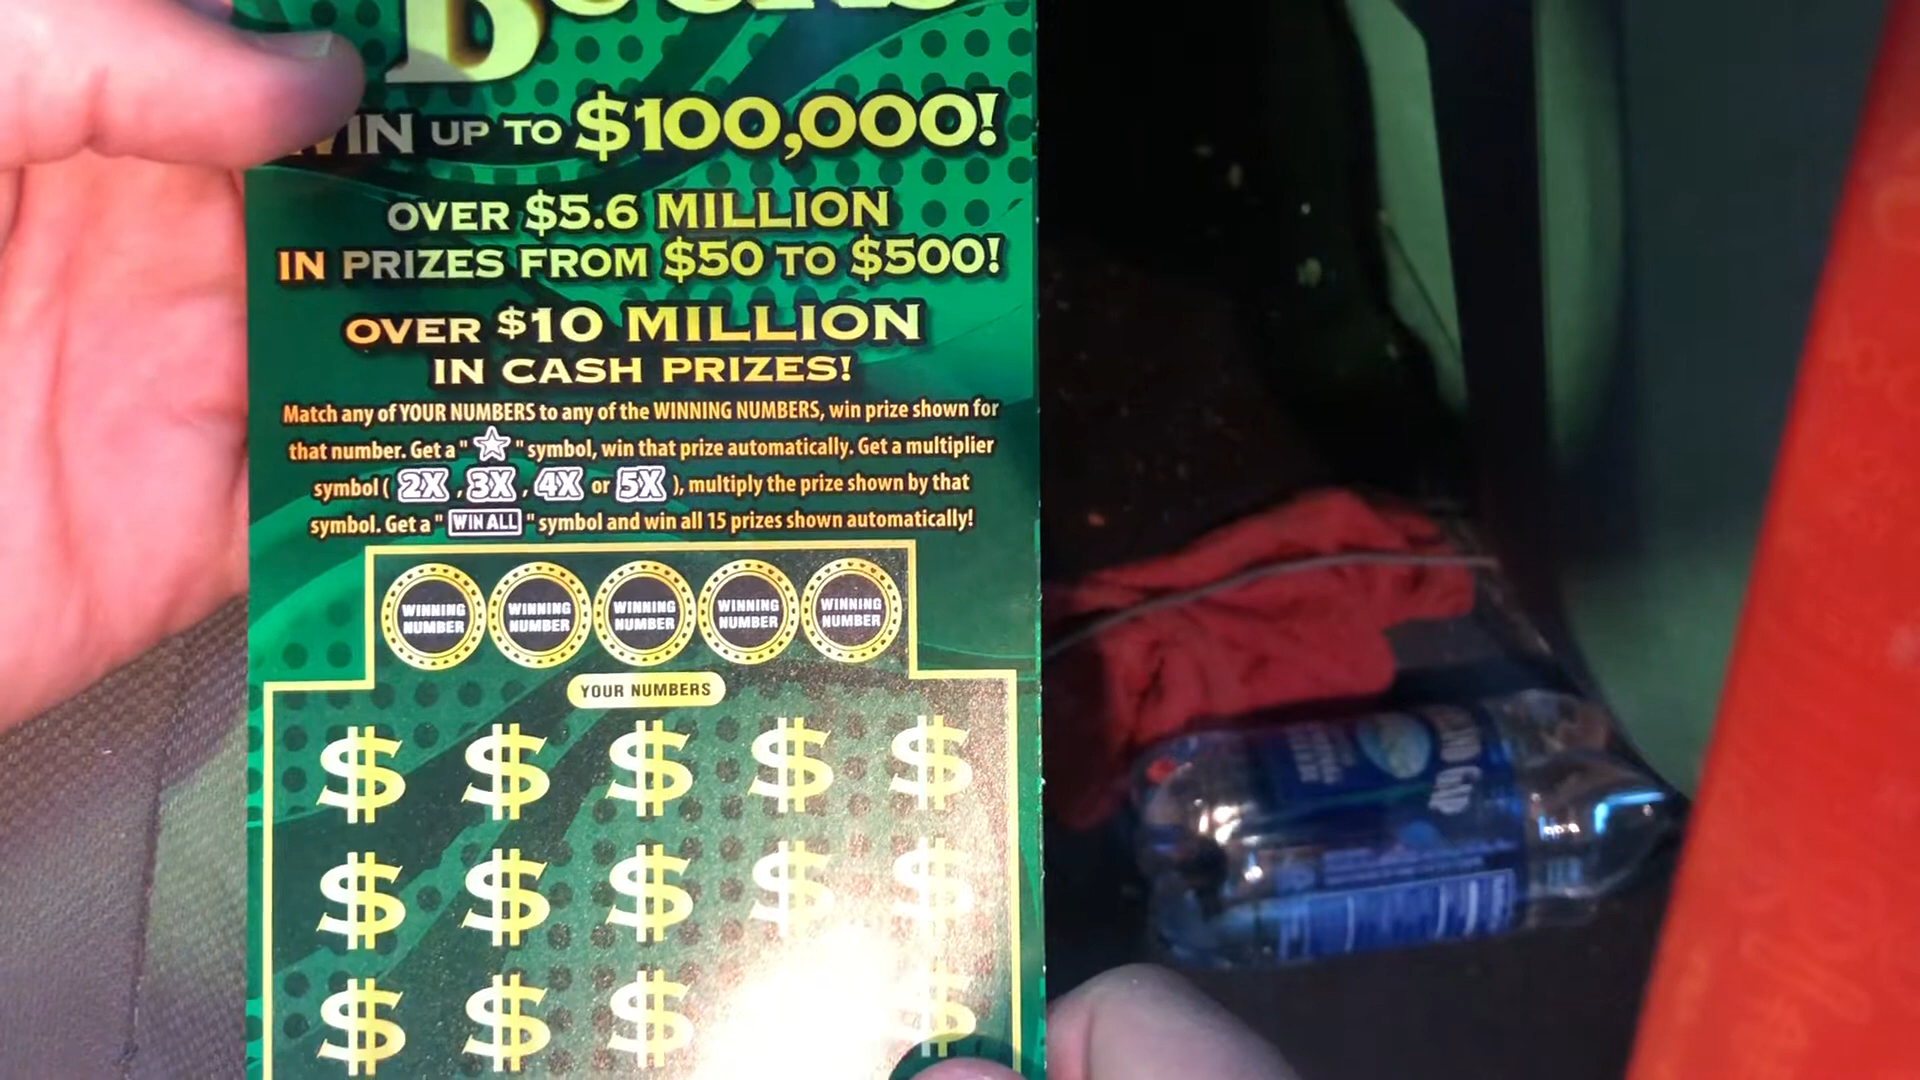 WIN UP TO $100,000!
OVER $5.6 MILLION
IN PRIZES FROM $50 TO $500!
OVER $10 MILLION
IN CASH PRIZES!
Match any of YOUR NUMBERS to any of the WINNING NUMBERS, win prize shown for
that number. Get a " " symbol, win that prize automatically. Get a multiplier
symbol ( 2X , 3X , 4X or 5X ), multiply the prize shown by that
symbol. Get a " WIN ALL " symbol and win all 15 prizes shown automatically!
WINNING WINNING WINNING WINNING WINNING
NUMBER NUMBER NUMBER NUMBER NUMBER
YOUR NUMBERS
$ $ $ $ $
$ $ $ $ $
$ $ $ $
GAP